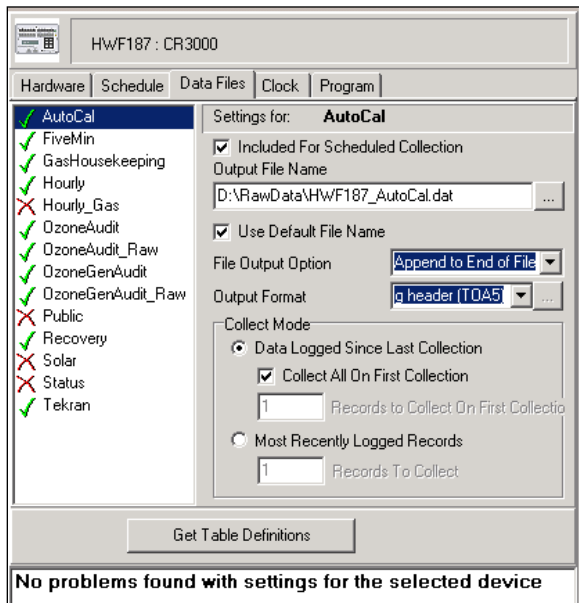 HWF187 : CR3000
Hardware Schedule Data Files Clock Program
AutoCal
FiveMin
GasHousekeeping
Hourly
Hourly_Gas
OzoneAudit
OzoneAudit_Raw
OzoneGenAudit
OzoneGenAudit_Raw
Public
Recovery
Solar
Status
Tekran
Settings for: AutoCal
Included For Scheduled Collection
Output File Name
D:\RawData\HWF187_AutoCal.dat ...
Use Default File Name
File Output Option Append to End of File
Output Format g header (TOA5) ...
Collect Mode
Data Logged Since Last Collection
Collect All On First Collection
1 Records to Collect On First Collectio
Most Recently Logged Records
1 Records To Collect
Get Table Definitions
No problems found with settings for the selected device